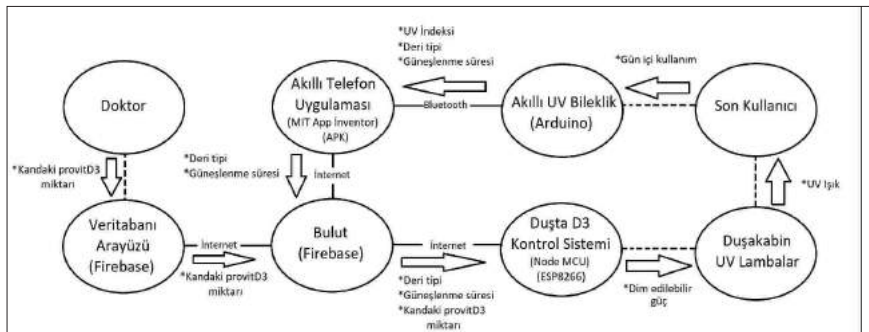 *UV İndeksi
*Deri tipi
*Güneşlenme süresi
*Gün içi kullanım
Doktor
Akıllı Telefon
Uygulaması
(MIT App İnventor)
(APK)
Bluetooth
Akıllı UV Bileklik
(Arduino)
Son Kullanıcı
*Kandaki provitD3
miktarı
*Deri tipi
*Güneşlenme süresi
İnternet
*UV Işık
Veritabanı
Arayüzü
(Firebase)
İnternet
*Kandaki provitD3
miktarı
Bulut
(Firebase)
İnternet
*Deri tipi
*Güneşlenme süresi
*Kandaki provitD3
miktarı
Duşta D3
Kontrol Sistemi
(Node MCU)
(ESP8266)
*Dim edilebilir
güç
Duşakabin
UV Lambalar